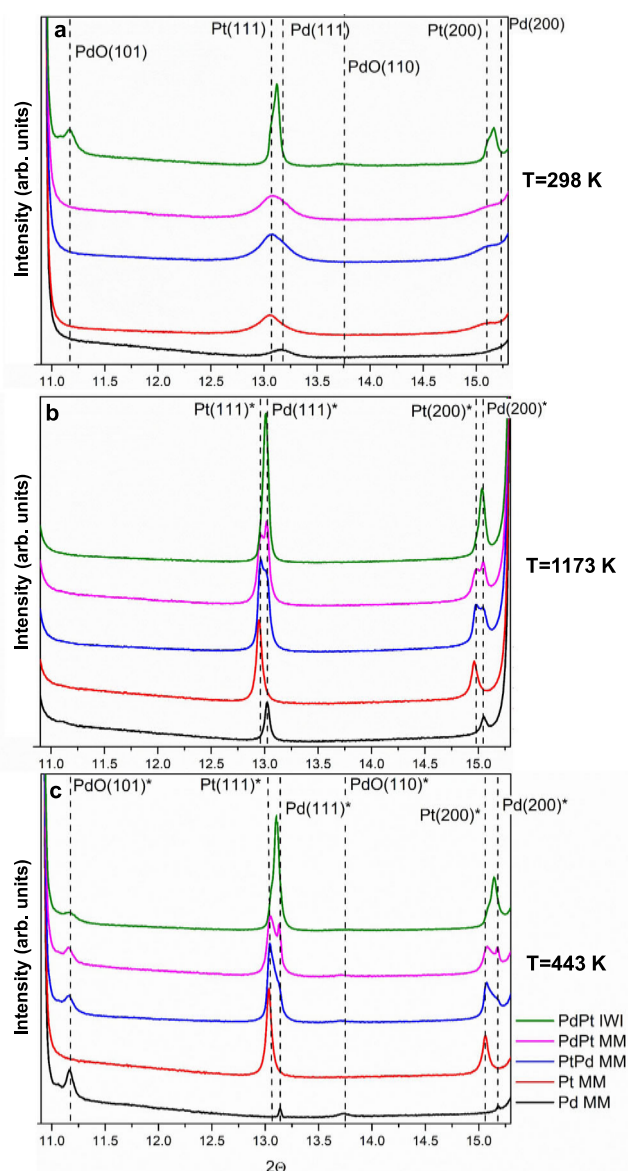 a
Pt(111)
Pd(111)
Pt(200)
Pd(200)
PdO(101)
PdO(110)
Intensity (arb. units)
T=298 K
11.0 11.5 12.0 12.5 13.0 13.5 14.0 14.5 15.0
b
Pt(111)*
Pd(111)*
Pt(200)*
Pd(200)*
Intensity (arb. units)
T=1173 K
11.0 11.5 12.0 12.5 13.0 13.5 14.0 14.5 15.0
c
PdO(101)*
Pt(111)*
PdO(110)*
Pd(111)*
Pt(200)*
Pd(200)*
Intensity (arb. units)
T=443 K
PdPt IWI
PdPt MM
PtPd MM
Pt MM
Pd MM
11.0 11.5 12.0 12.5 13.0 13.5 14.0 14.5 15.0
2Θ